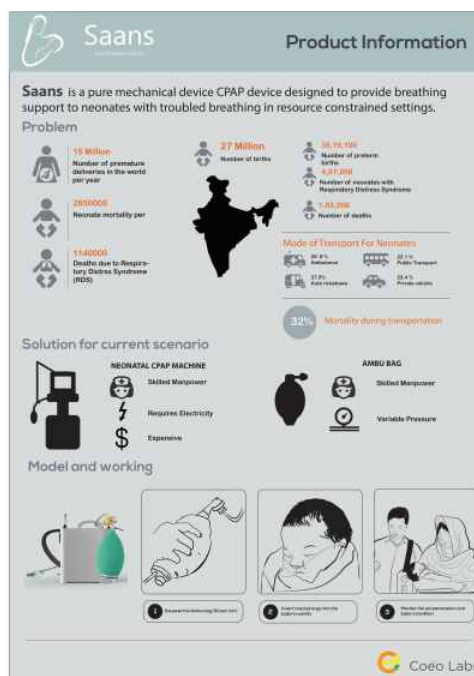 Saans
Product Information
Saans is a pure mechanical device CPAP device designed to provide breathing
support to neonates with troubled breathing in resource constrained settings.
Problem
15 Million
Number of premature
deliveries in the world
per year
2850000
Neonate mortality per
1140000
Deaths due to Respira-
tory Distres Syndrome
(RDS)
27 Million
Number of births
35,19,100
Number of preterm
births
Number of neonates with
Respiratory Distress Syndrome
Number of deaths
Mode of Transport For Neonates
Ambulance
Public Transport
Auto rickshaws
Private vehicle
32%
Mortality during transportation
Solution for current scenario
NEONATAL CPAP MACHINE
Skilled Manpower
Requires Electricity
$
Expensive
AMBU BAG
Skilled Manpower
Variable Pressure
Model and working
1
2
3
Coeo Labs